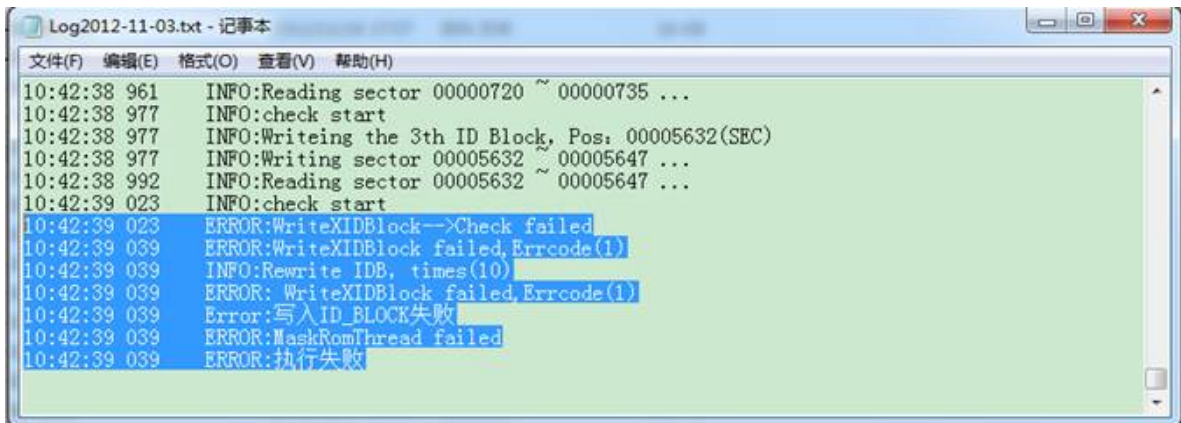 Log2012-11-03.txt - 记事本
文件(F) 编辑(E) 格式(O) 查看(V) 帮助(H)
10:42:38 961 INFO:Reading sector 00000720 ~ 00000735 ...
10:42:38 977 INFO:check start
10:42:38 977 INFO:Writeing the 3th ID Block, Pos: 00005632(SEC)
10:42:38 977 INFO:Writing sector 00005632 ~ 00005647 ...
10:42:38 992 INFO:Reading sector 00005632 ~ 00005647 ...
10:42:39 023 INFO:check start
10:42:39 023 ERROR:WriteXIDBlock-->Check failed
10:42:39 039 ERROR:WriteXIDBlock failed,Errcode(1)
10:42:39 039 INFO:Rewrite IDB, times(10)
10:42:39 039 ERROR: WriteXIDBlock failed,Errcode(1)
10:42:39 039 Error:写入ID_BLOCK失败
10:42:39 039 ERROR:MaskRomThread failed
10:42:39 039 ERROR:执行失败